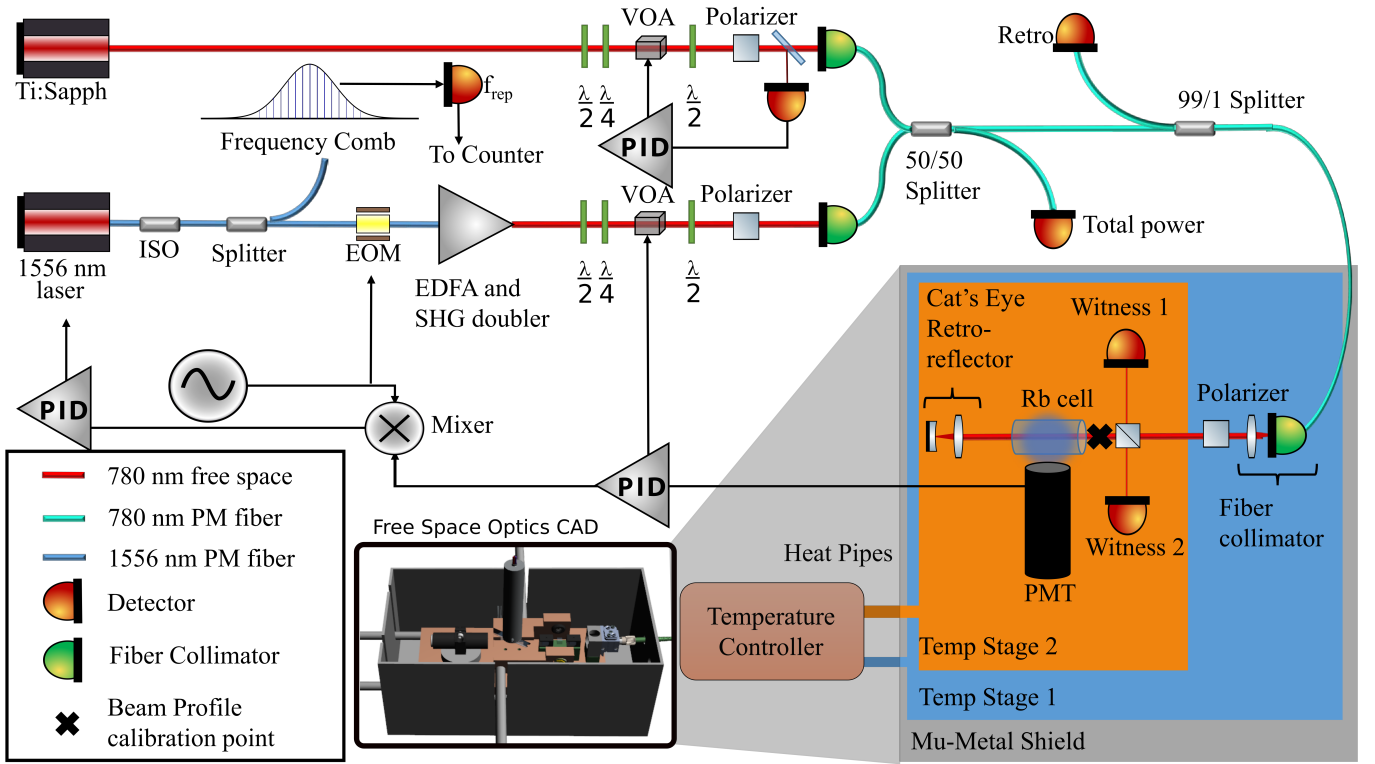 VOA
Polarizer
Retro
Ti:Sapph
f_rep
λ/2
λ/4
λ/2
99/1 Splitter
Frequency Comb
To Counter
PID
50/50
Splitter
VOA
Polarizer
Total power
ISO
Splitter
EOM
1556 nm
laser
EDFA and
SHG doubler
λ/2
λ/4
λ/2
Cat's Eye
Retro-
reflector
Witness 1
Polarizer
Rb cell
PID
Mixer
780 nm free space
780 nm PM fiber
1556 nm PM fiber
Detector
Fiber Collimator
Beam Profile
calibration point
PID
Free Space Optics CAD
Heat Pipes
Witness 2
Fiber
collimator
PMT
Temperature
Controller
Temp Stage 2
Temp Stage 1
Mu-Metal Shield